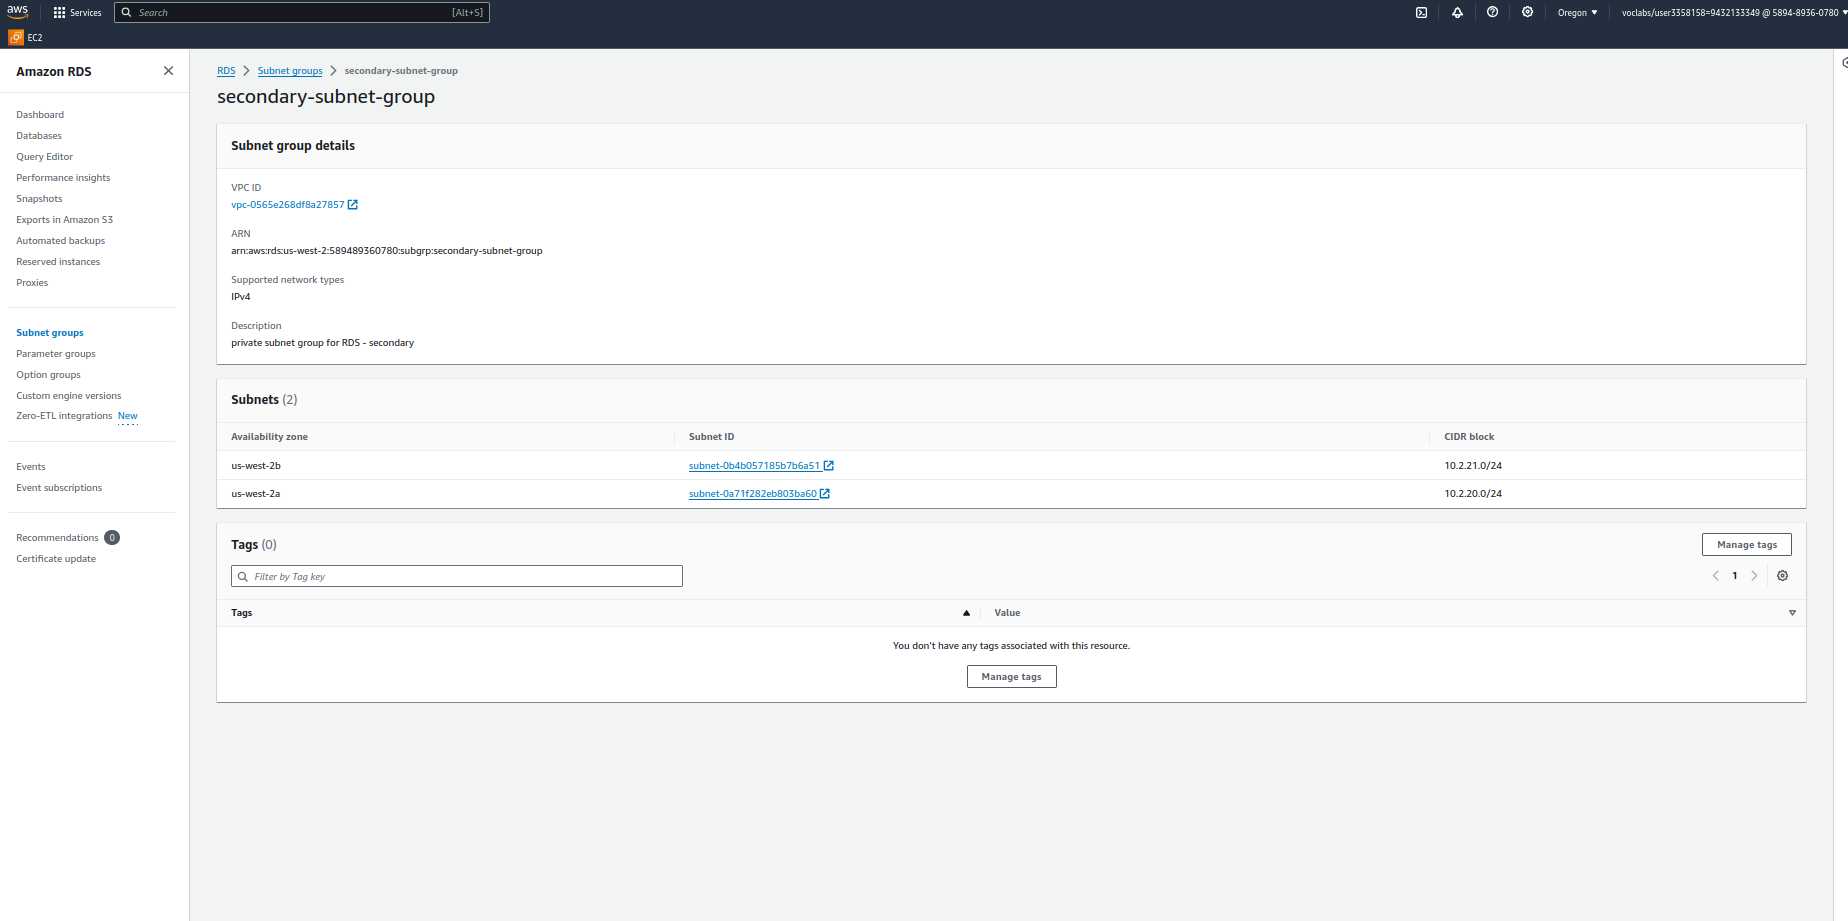 aws Services Search [Alt+S] Oregon voclabs/user3358158=9432133349 @ 5894-8936-0780
EC2
Amazon RDS
Dashboard
Databases
Query Editor
Performance insights
Snapshots
Exports in Amazon S3
Automated backups
Reserved instances
Proxies
Subnet groups
Parameter groups
Option groups
Custom engine versions
Zero-ETL integrations New
Events
Event subscriptions
Recommendations 0
Certificate update
RDS Subnet groups secondary-subnet-group
secondary-subnet-group
Subnet group details
VPC ID
vpc-0565e268df8a27857
ARN
arn:aws:rds:us-west-2:589489360780:subgrp:secondary-subnet-group
Supported network types
IPv4
Description
private subnet group for RDS - secondary
Subnets (2)
Availability zone Subnet ID CIDR block
us-west-2b subnet-0b4b057185b7b6a51 10.2.21.0/24
us-west-2a subnet-0a71f282eb803ba60 10.2.20.0/24
Tags (0) Manage tags
Filter by Tag key 1
Tags Value
You don't have any tags associated with this resource.
Manage tags